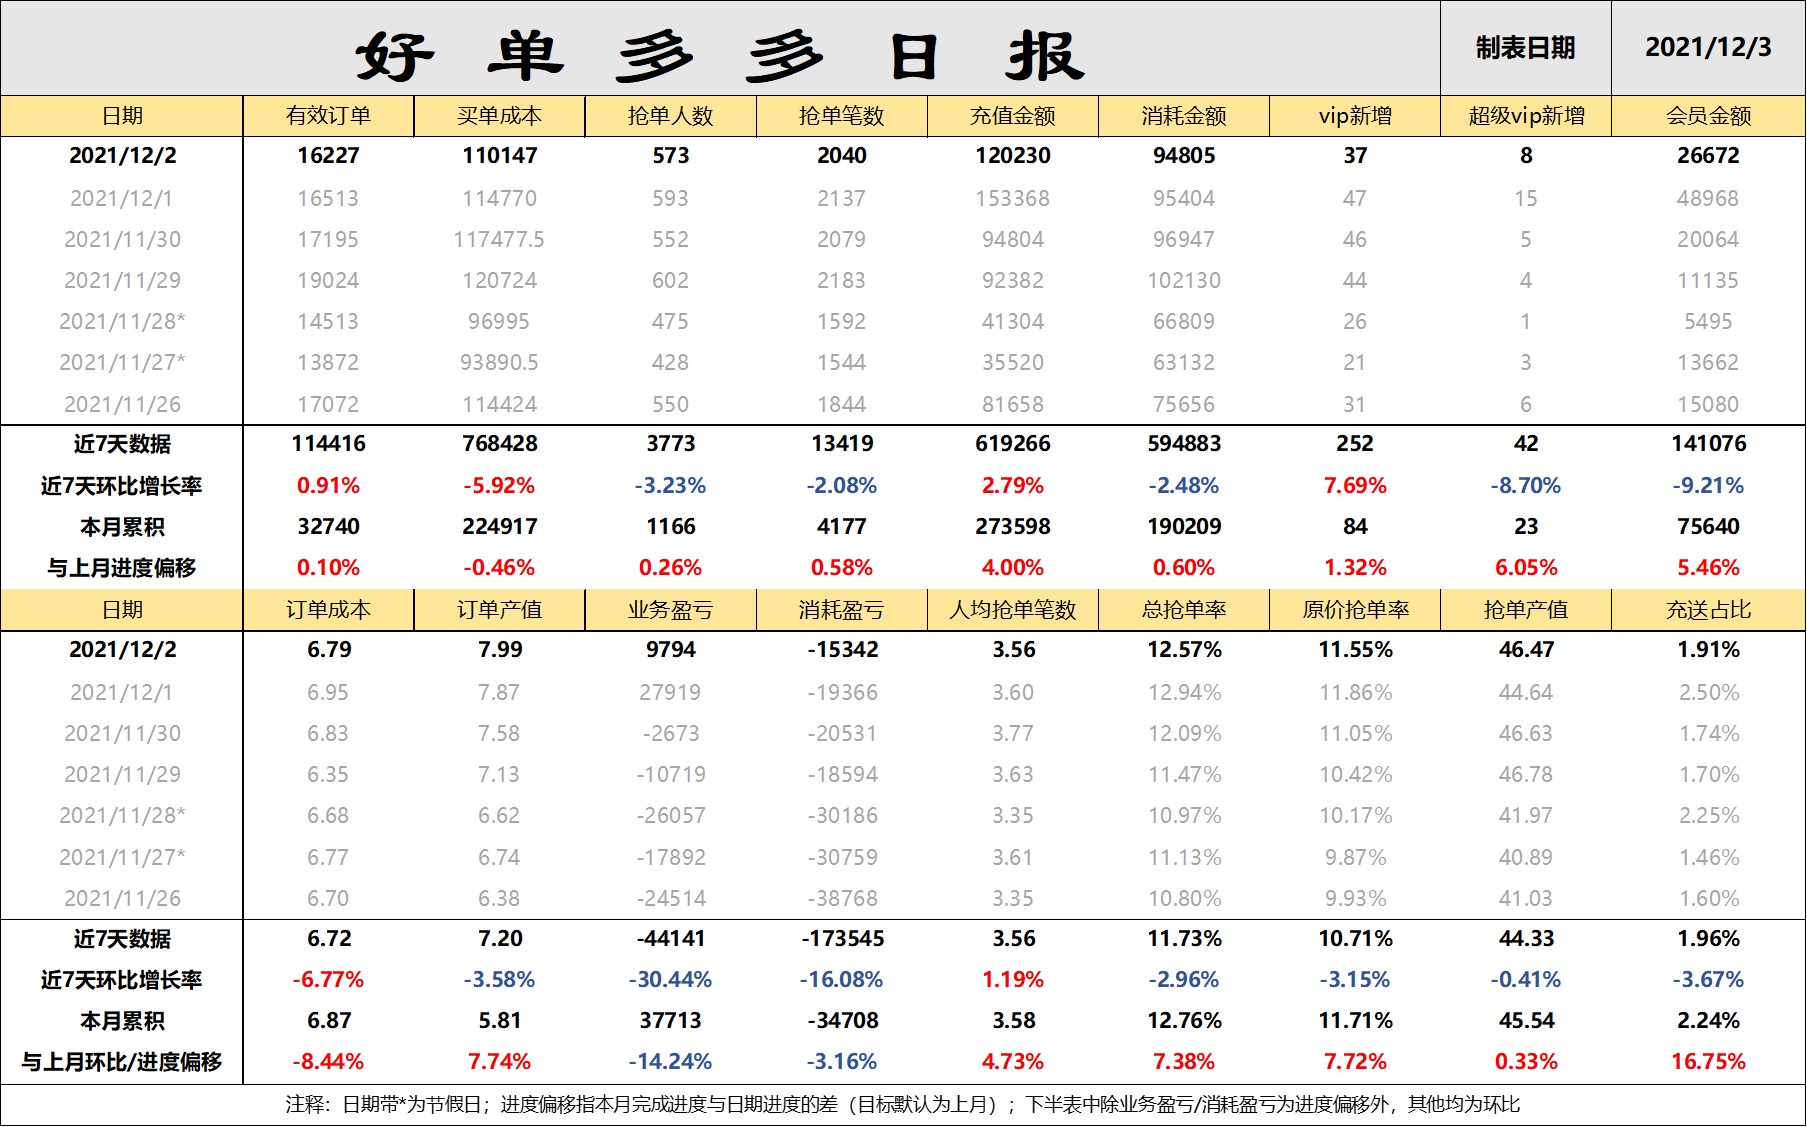 好单多多日报 制表日期 2021/12/3
日期 有效订单 买单成本 抢单人数 抢单笔数 充值金额 消耗金额 vip新增 超级vip新增 会员金额
2021/12/2 16227 110147 573 2040 120230 94805 37 8 26672
2021/12/1 16513 114770 593 2137 153368 95404 47 15 48968
2021/11/30 17195 117477.5 552 2079 94804 96947 46 5 20064
2021/11/29 19024 120724 602 2183 92382 102130 44 4 11135
2021/11/28* 14513 96995 475 1592 41304 66809 26 1 5495
2021/11/27* 13872 93890.5 428 1544 35520 63132 21 3 13662
2021/11/26 17072 114424 550 1844 81658 75656 31 6 15080
近7天数据 114416 768428 3773 13419 619266 594883 252 42 141076
近7天环比增长率 0.91% -5.92% -3.23% -2.08% 2.79% -2.48% 7.69% -8.70% -9.21%
本月累积 32740 224917 1166 4177 273598 190209 84 23 75640
与上月进度偏移 0.10% -0.46% 0.26% 0.58% 4.00% 0.60% 1.32% 6.05% 5.46%
日期 订单成本 订单产值 业务盈亏 消耗盈亏 人均抢单笔数 总抢单率 原价抢单率 抢单产值 充送占比
2021/12/2 6.79 7.99 9794 -15342 3.56 12.57% 11.55% 46.47 1.91%
2021/12/1 6.95 7.87 27919 -19366 3.60 12.94% 11.86% 44.64 2.50%
2021/11/30 6.83 7.58 -2673 -20531 3.77 12.09% 11.05% 46.63 1.74%
2021/11/29 6.35 7.13 -10719 -18594 3.63 11.47% 10.42% 46.78 1.70%
2021/11/28* 6.68 6.62 -26057 -30186 3.35 10.97% 10.17% 41.97 2.25%
2021/11/27* 6.77 6.74 -17892 -30759 3.61 11.13% 9.87% 40.89 1.46%
2021/11/26 6.70 6.38 -24514 -38768 3.35 10.80% 9.93% 41.03 1.60%
近7天数据 6.72 7.20 -44141 -173545 3.56 11.73% 10.71% 44.33 1.96%
近7天环比增长率 -6.77% -3.58% -30.44% -16.08% 1.19% -2.96% -3.15% -0.41% -3.67%
本月累积 6.87 5.81 37713 -34708 3.58 12.76% 11.71% 45.54 2.24%
与上月环比/进度偏移 -8.44% 7.74% -14.24% -3.16% 4.73% 7.38% 7.72% 0.33% 16.75%
注释：日期带*为节假日；进度偏移指本月完成进度与日期进度的差（目标默认为上月）；下半表中除业务盈亏/消耗盈亏为进度偏移外，其他均为环比